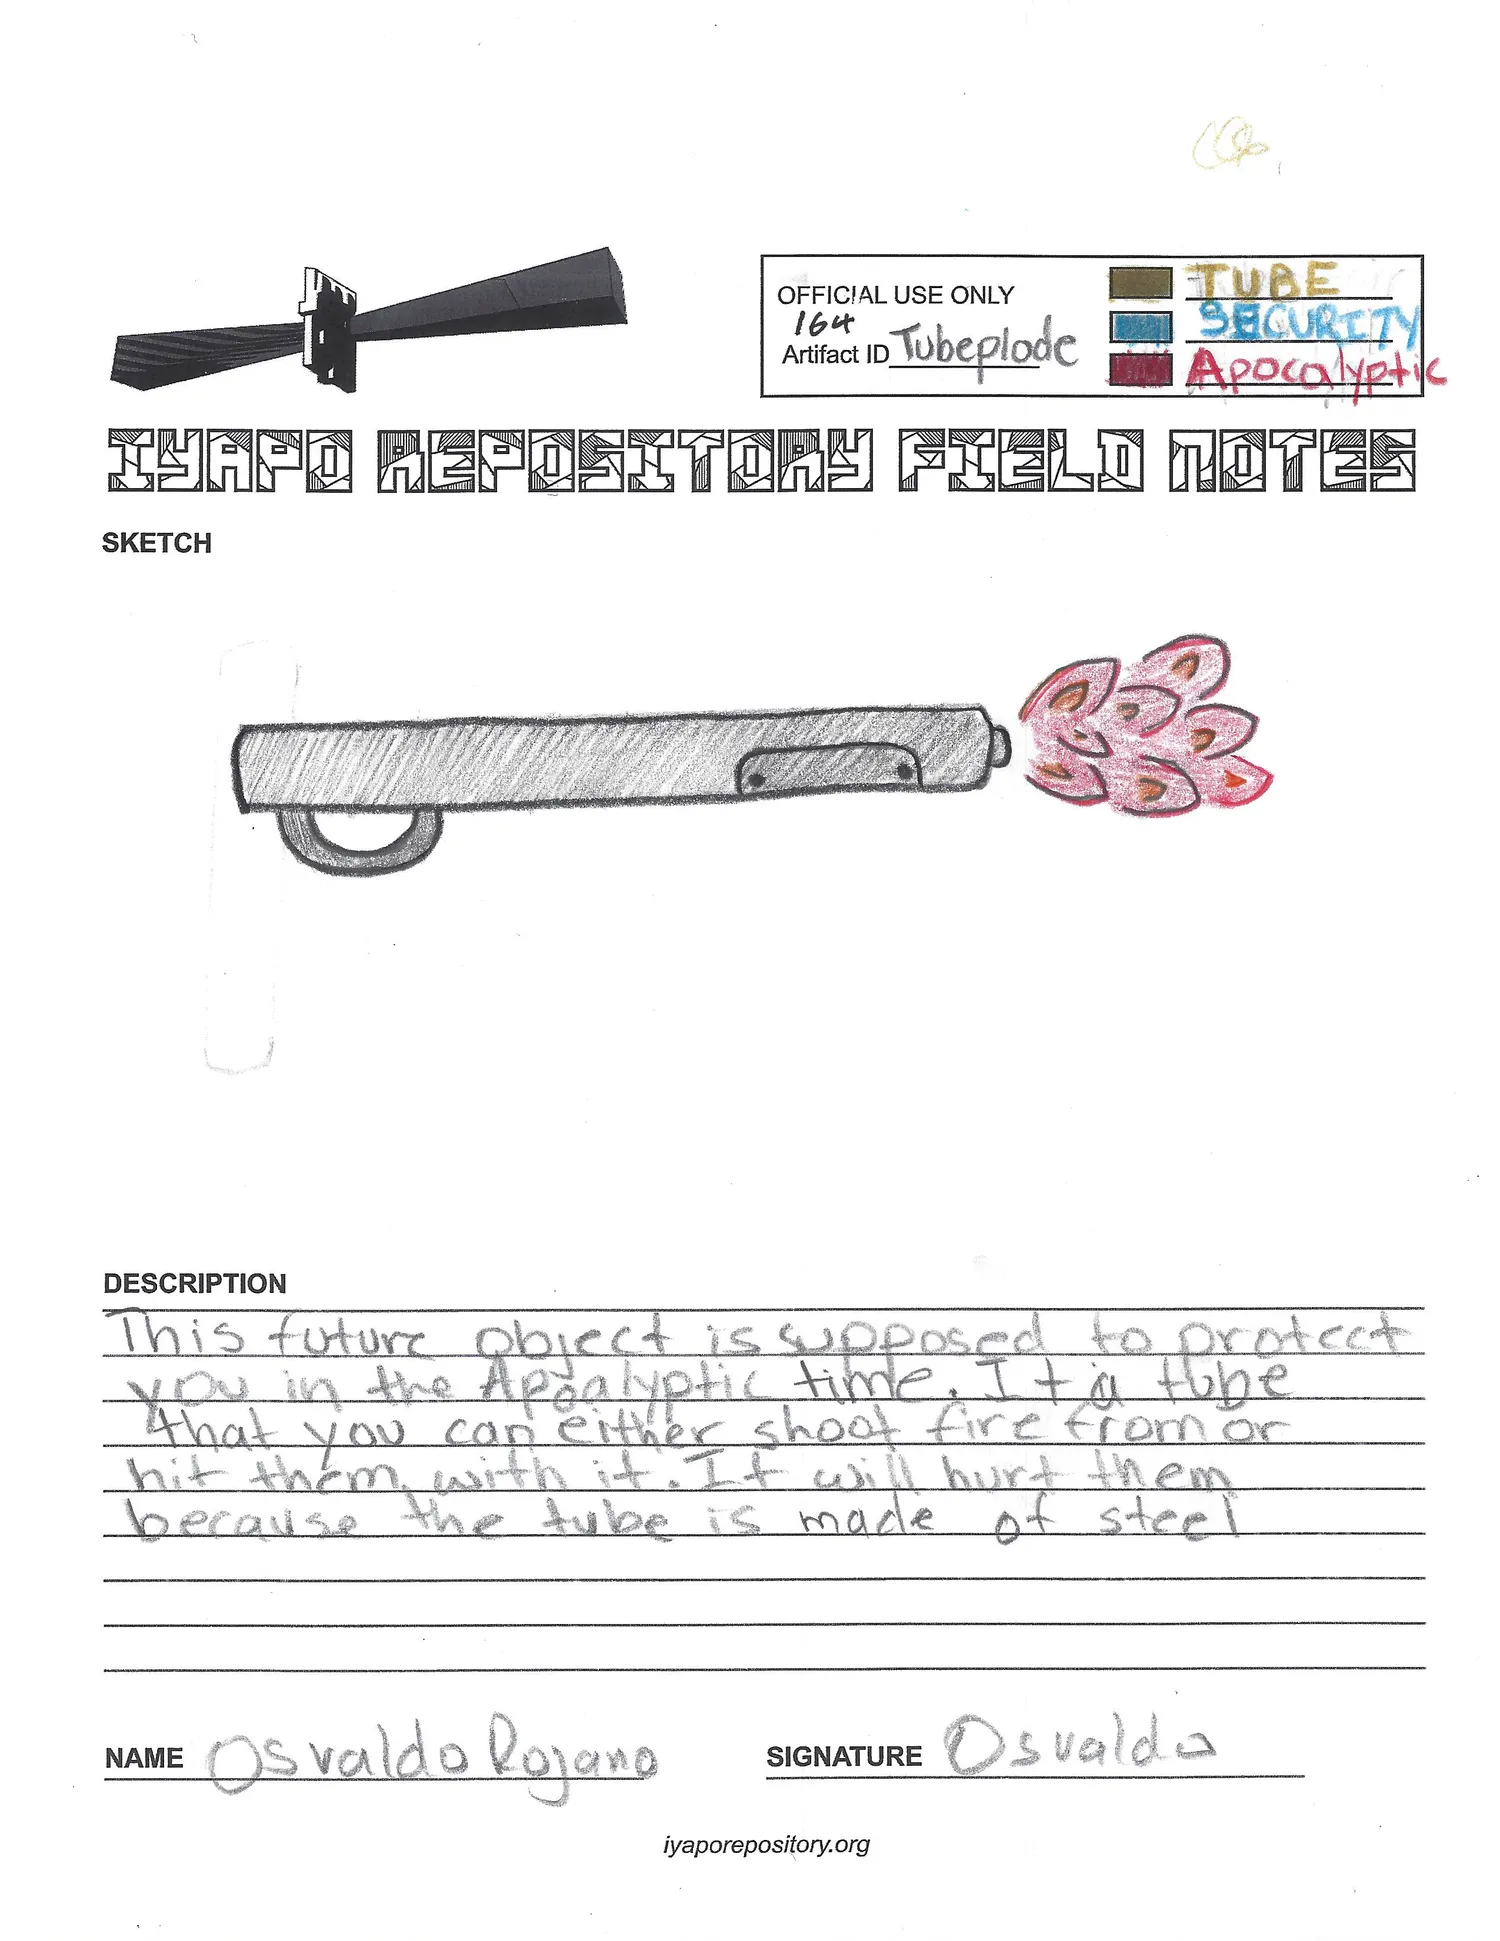 OFFICIAL USE ONLY
164
Artifact ID Tubeplode
TUBE
SECURITY
Apocalyptic
IYAPO REPOSITORY FIELD NOTES
SKETCH
DESCRIPTION
This future object is supposed to protect
you in the Apocalyptic time. It a tube
that you can either shoot fire from or
hit them with it. It will hurt them
because the tube is made of steel
NAME Osvaldo Rojano
SIGNATURE Osvaldo
iyaporepository.org